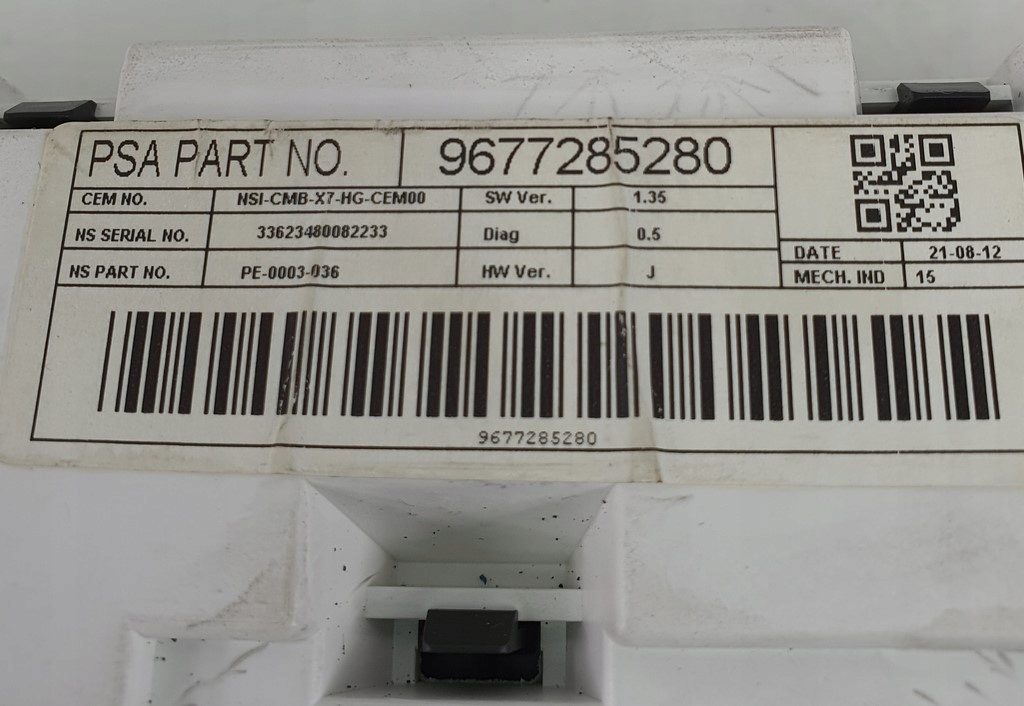 PSA PART NO. 9677285280
CEM NO. NSI-CMB-X7-HG-CEM00 SW Ver. 1.35
NS SERIAL NO. 33623480082233 Diag 0.5
DATE 21-08-12
NS PART NO. PE-0003-036 HW Ver. J
MECH. IND 15
9677285280